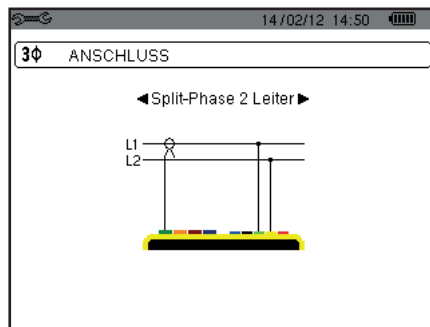 14/02/12 14:50
3Φ ANSCHLUSS
◄Split-Phase 2 Leiter►
L1
L2